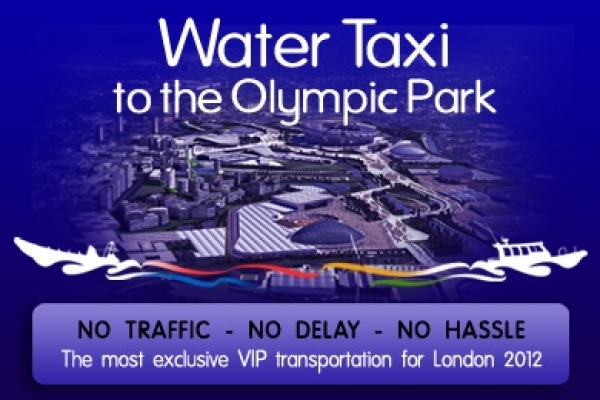 Water Taxi
to the Olympic Park
NO TRAFFIC - NO DELAY - NO HASSLE
The most exclusive VIP transportation for London 2012